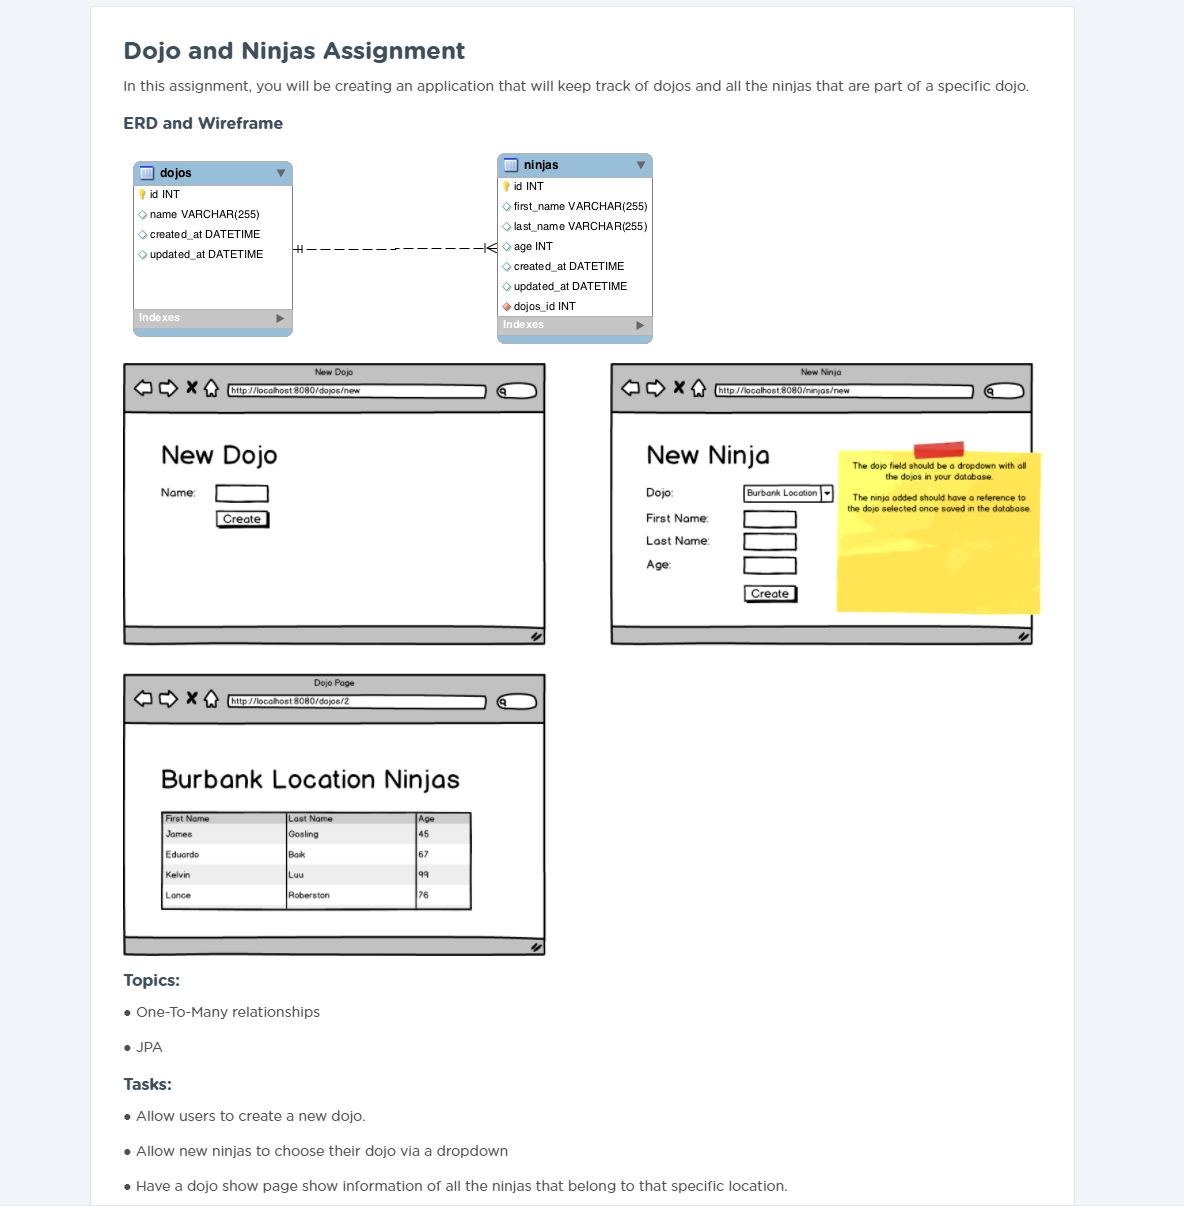 Dojo and Ninjas Assignment
In this assignment, you will be creating an application that will keep track of dojos and all the ninjas that are part of a specific dojo.
ERD and Wireframe
dojos
id INT
name VARCHAR(255)
created_at DATETIME
updated_at DATETIME
Indexes
ninjas
id INT
first_name VARCHAR(255)
last_name VARCHAR(255)
age INT
created_at DATETIME
updated_at DATETIME
dojos_id INT
Indexes
New Dojo
http://localhost:8080/dojos/new
New Dojo
Name:
Create
New Ninja
http://localhost:8080/ninjas/new
New Ninja
Dojo:
Burbank Location
First Name:
Last Name:
Age:
Create
The dojo field should be a dropdown with all
the dojos in your database.
The ninja added should have a reference to
the dojo selected once saved in the database.
Dojo Page
http://localhost:8080/dojos/2
Burbank Location Ninjas
First Name Last Name Age
James Gosling 45
Eduardo Baik 67
Kelvin Luu 99
Lance Roberston 76
Topics:
● One-To-Many relationships
● JPA
Tasks:
● Allow users to create a new dojo.
● Allow new ninjas to choose their dojo via a dropdown
● Have a dojo show page show information of all the ninjas that belong to that specific location.